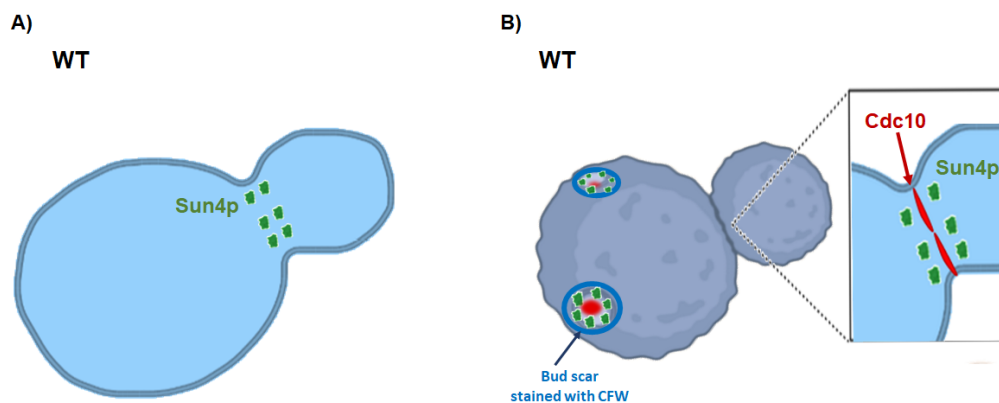 A)
WT
Sun4p
B)
WT
Cdc10
Sun4p
Bud scar
stained with CFW